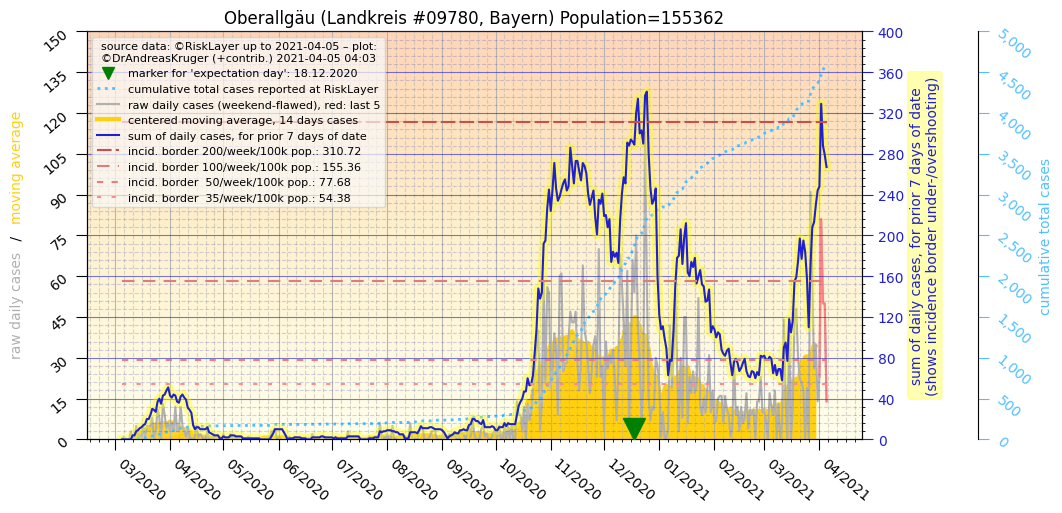 Oberallgäu (Landkreis #09780, Bayern) Population=155362
source data: ©RiskLayer up to 2021-04-05 – plot:
©DrAndreasKruger (+contrib.) 2021-04-05 04:03
marker for 'expectation day': 18.12.2020
cumulative total cases reported at RiskLayer
raw daily cases (weekend-flawed), red: last 5
centered moving average, 14 days cases
sum of daily cases, for prior 7 days of date
incid. border 200/week/100k pop.: 310.72
incid. border 100/week/100k pop.: 155.36
incid. border  50/week/100k pop.: 77.68
incid. border  35/week/100k pop.: 54.38
raw daily cases / moving average
150
135
120
105
90
75
60
45
30
15
0
03/2020
04/2020
05/2020
06/2020
07/2020
08/2020
09/2020
10/2020
11/2020
12/2020
01/2021
02/2021
03/2021
04/2021
400
360
320
280
240
200
160
120
80
40
0
sum of daily cases, for prior 7 days of date
(shows incidence border under-/overshooting)
5,000
4,500
4,000
3,500
3,000
2,500
2,000
1,500
1,000
500
0
cumulative total cases